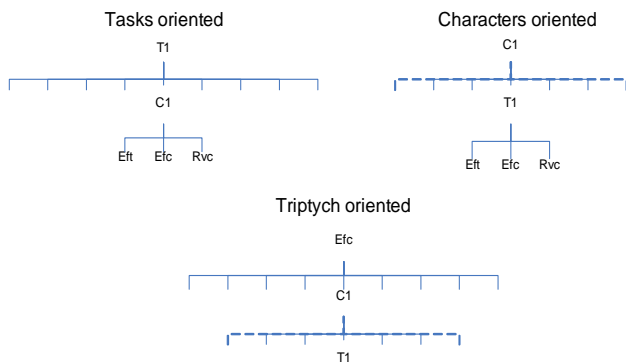 Tasks oriented
T1
C1
Eft Efc Rvc
Characters oriented
C1
T1
Eft Efc Rvc
Triptych oriented
Efc
C1
T1